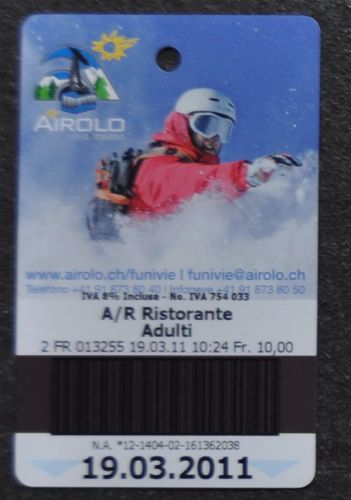 AIROLO
www.airolo.ch/funivie | funivie@airolo.ch
Telefono +41 91 873 80 40 | Infoneve +41 91 873 80 50
IVA 8% Inclusa - No. IVA 754 033
A/R Ristorante
Adulti
2 FR 013255 19.03.11 10:24 Fr. 10,00
N.A. *12-1404-02-161362038
19.03.2011